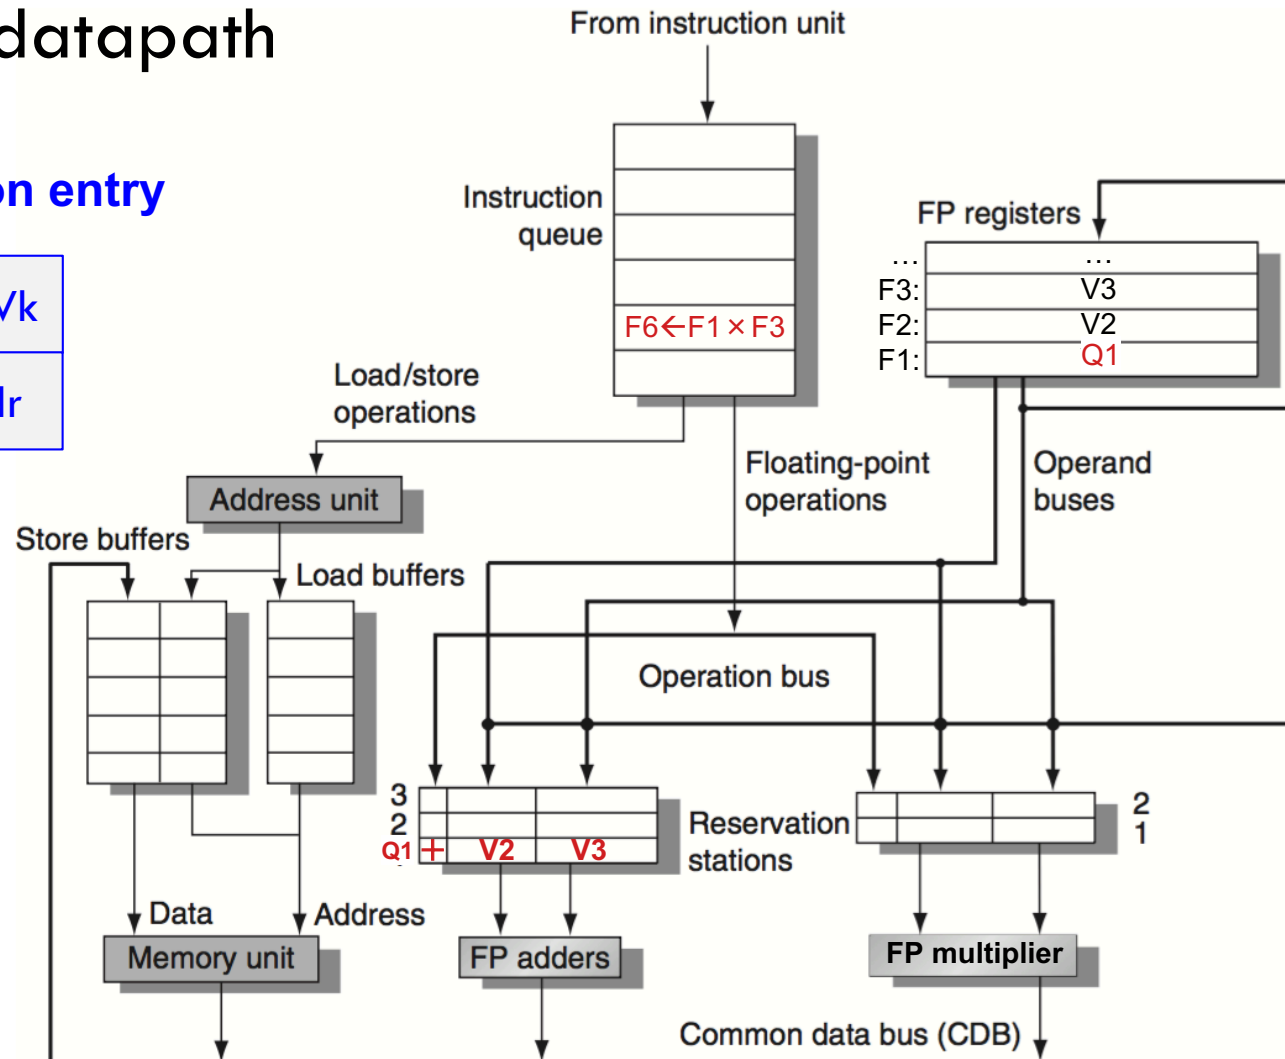 datapath
From instruction unit
on entry
Instruction
queue
FP registers
... ...
F3: V3
F2: V2
F1: Q1
Vk
F6←F1 × F3
Load/store
operations
Floating-point
operations
Operand
buses
Address unit
Store buffers
Load buffers
Operation bus
3
2
Q1 + V2 V3
Reservation
stations
2
1
Data
Address
Memory unit
FP adders
FP multiplier
Common data bus (CDB)